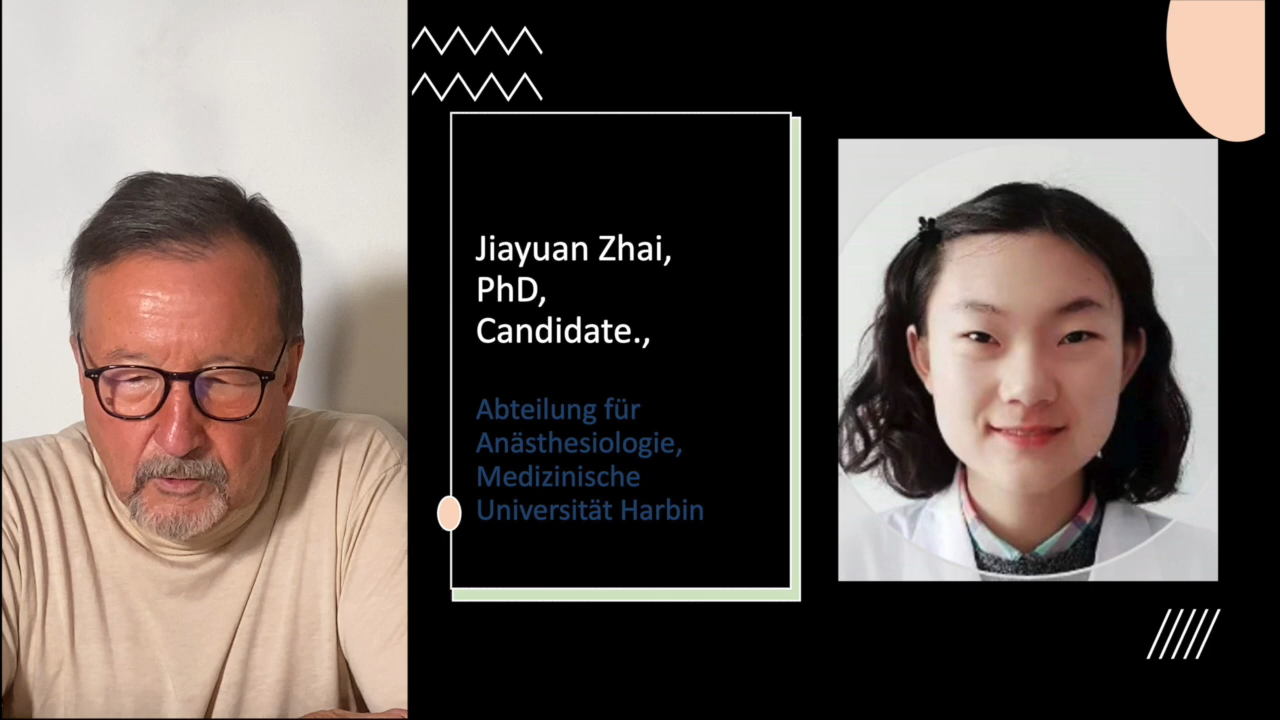 Jiayuan Zhai,
PhD,
Candidate.,
Abteilung für
Anästhesiologie,
Medizinische
Universität Harbin